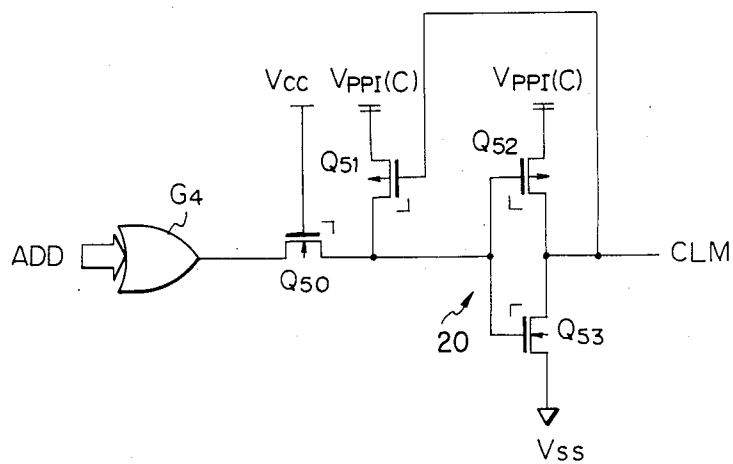 VCC
VPPI(C)
VPPI(C)
Q51
Q52
G4
ADD
Q50
CLM
20
Q53
VSS